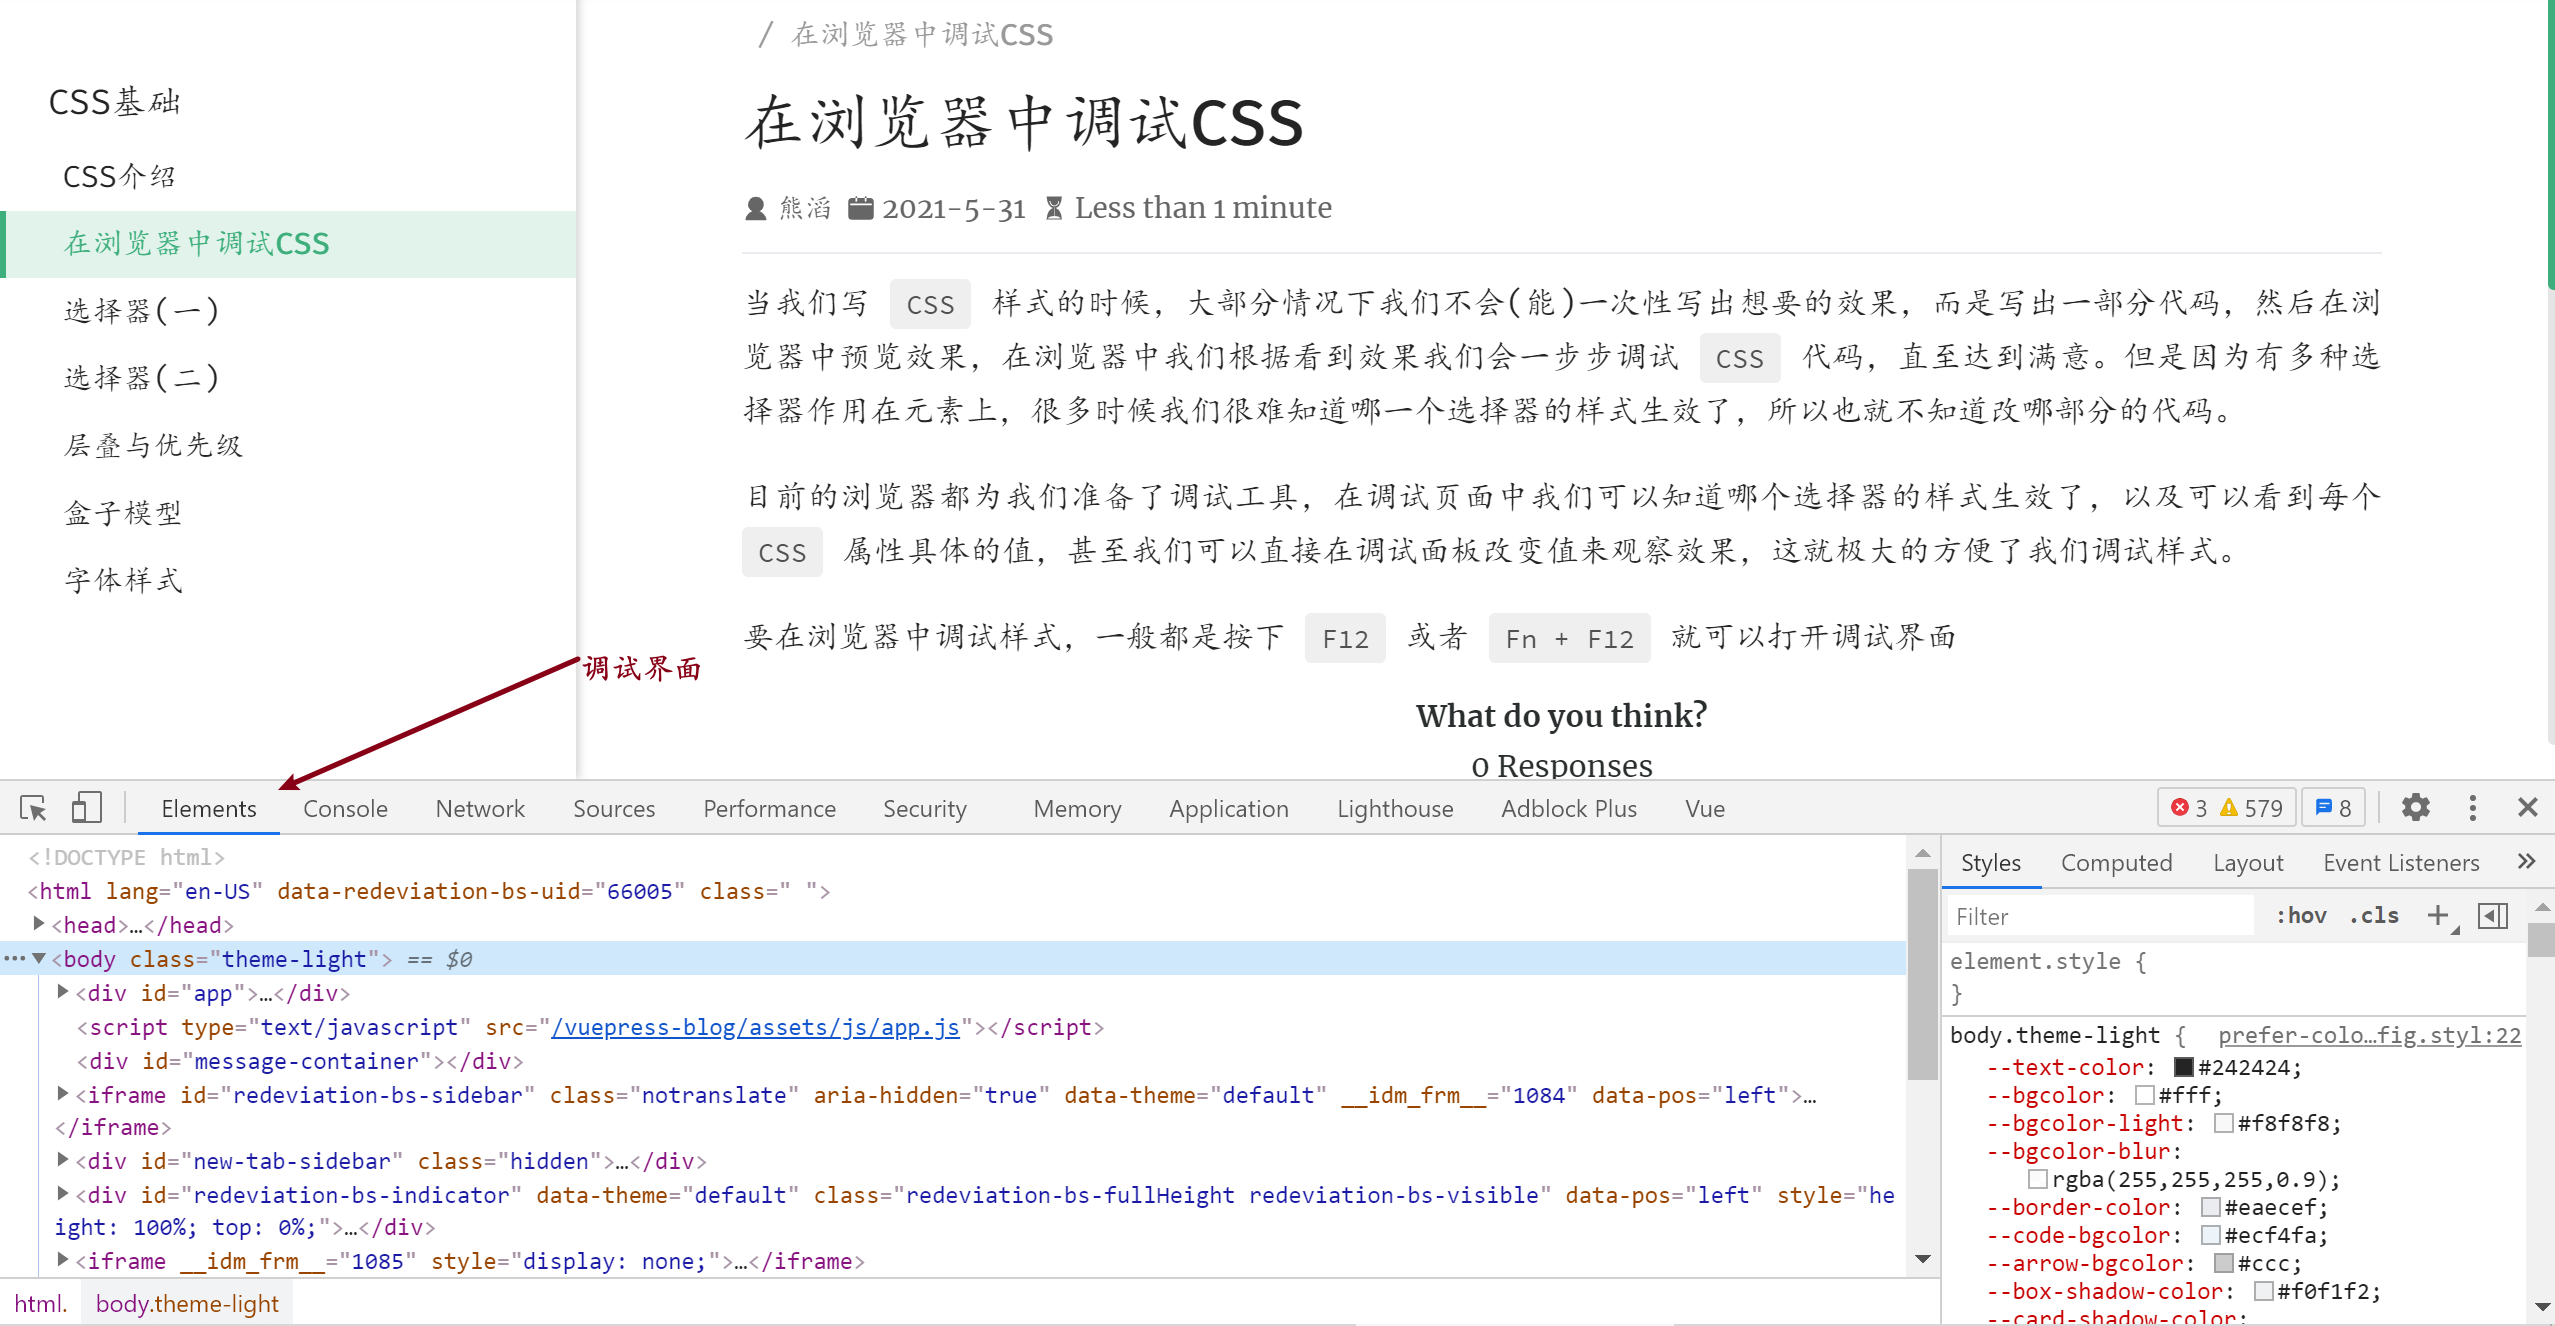 / 在浏览器中调试CSS
CSS基础
CSS介绍
在浏览器中调试CSS
选择器(一)
选择器(二)
层叠与优先级
盒子模型
字体样式
在浏览器中调试CSS
熊滔 2021-5-31 Less than 1 minute
当我们写 CSS 样式的时候，大部分情况下我们不会(能)一次性写出想要的效果，而是写出一部分代码，然后在浏
览器中预览效果，在浏览器中我们根据看到效果我们会一步步调试 CSS 代码，直至达到满意。但是因为有多种选
择器作用在元素上，很多时候我们很难知道哪一个选择器的样式生效了，所以也就不知道改哪部分的代码。
目前的浏览器都为我们准备了调试工具，在调试页面中我们可以知道哪个选择器的样式生效了，以及可以看到每个
CSS 属性具体的值，甚至我们可以直接在调试面板改变值来观察效果，这就极大的方便了我们调试样式。
要在浏览器中调试样式，一般都是按下 F12 或者 Fn + F12 就可以打开调试界面
调试界面
What do you think?
0 Responses
Elements Console Network Sources Performance Security Memory Application Lighthouse Adblock Plus Vue 3 579 8
<!DOCTYPE html>
<html lang="en-US" data-redeviation-bs-uid="66005" class=" ">
<head>…</head>
<body class="theme-light"> == $0
<div id="app">…</div>
<script type="text/javascript" src="/vuepress-blog/assets/js/app.js"></script>
<div id="message-container"></div>
<iframe id="redeviation-bs-sidebar" class="notranslate" aria-hidden="true" data-theme="default" __idm_frm__="1084" data-pos="left">…
</iframe>
<div id="new-tab-sidebar" class="hidden">…</div>
<div id="redeviation-bs-indicator" data-theme="default" class="redeviation-bs-fullHeight redeviation-bs-visible" data-pos="left" style="he
ight: 100%; top: 0%;">…</div>
<iframe __idm_frm__="1085" style="display: none;">…</iframe>
html. body.theme-light
Styles Computed Layout Event Listeners
Filter :hov .cls
element.style {
}
body.theme-light { prefer-colo…fig.styl:22
--text-color: #242424;
--bgcolor: #fff;
--bgcolor-light: #f8f8f8;
--bgcolor-blur:
rgba(255,255,255,0.9);
--border-color: #eaecef;
--code-bgcolor: #ecf4fa;
--arrow-bgcolor: #ccc;
--box-shadow-color: #f0f1f2;
--card-shadow-color: